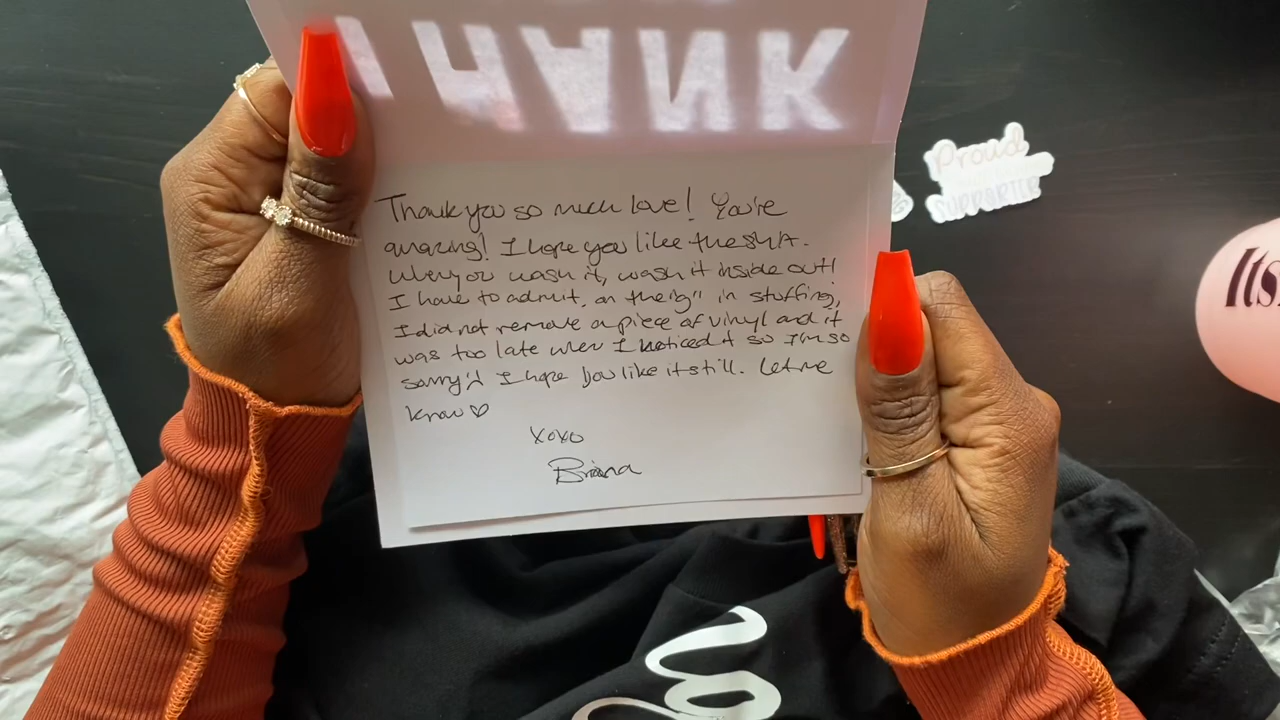 THANK
Thank you so much love! You're
amazing! I hope you like the shirt.
When you wash it, wash it inside out!
I have to admit, on the "g" in stuffing,
I did not remove a piece of vinyl and it
was too late when I noticed it so I'm so
sorry :( I hope you like it still. Let me
know ♡
xoxo
Briana
Proud
SUPPORTER
Its